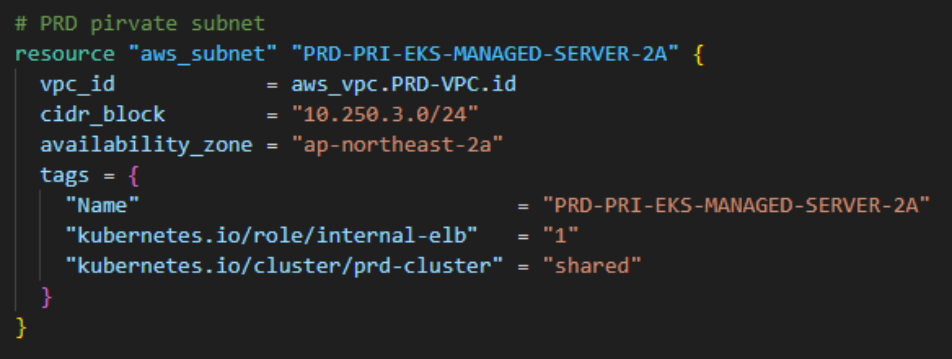 # PRD pirvate subnet
resource "aws_subnet" "PRD-PRI-EKS-MANAGED-SERVER-2A" {
  vpc_id            = aws_vpc.PRD-VPC.id
  cidr_block        = "10.250.3.0/24"
  availability_zone = "ap-northeast-2a"
  tags = {
    "Name"                              = "PRD-PRI-EKS-MANAGED-SERVER-2A"
    "kubernetes.io/role/internal-elb"   = "1"
    "kubernetes.io/cluster/prd-cluster" = "shared"
  }
}